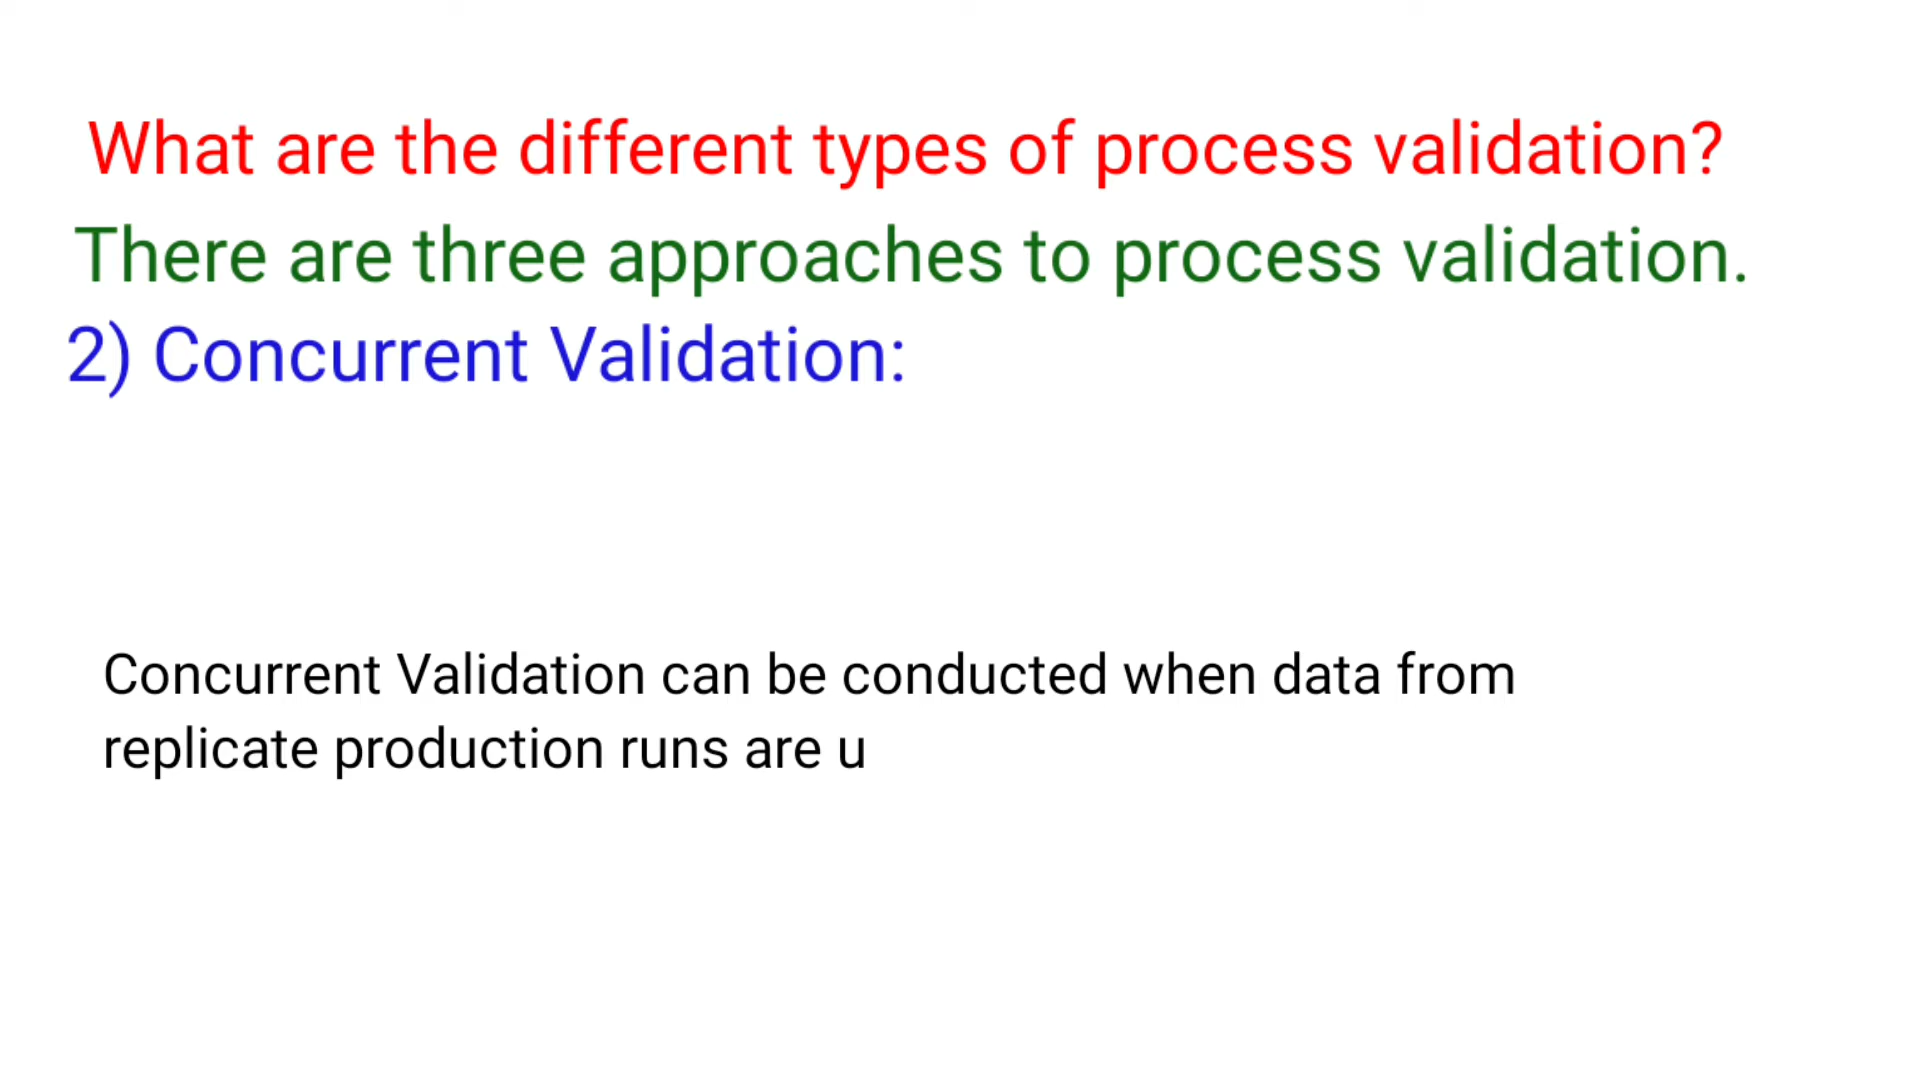 What are the different types of process validation?
There are three approaches to process validation.
2) Concurrent Validation:
Concurrent Validation can be conducted when data from
replicate production runs are u